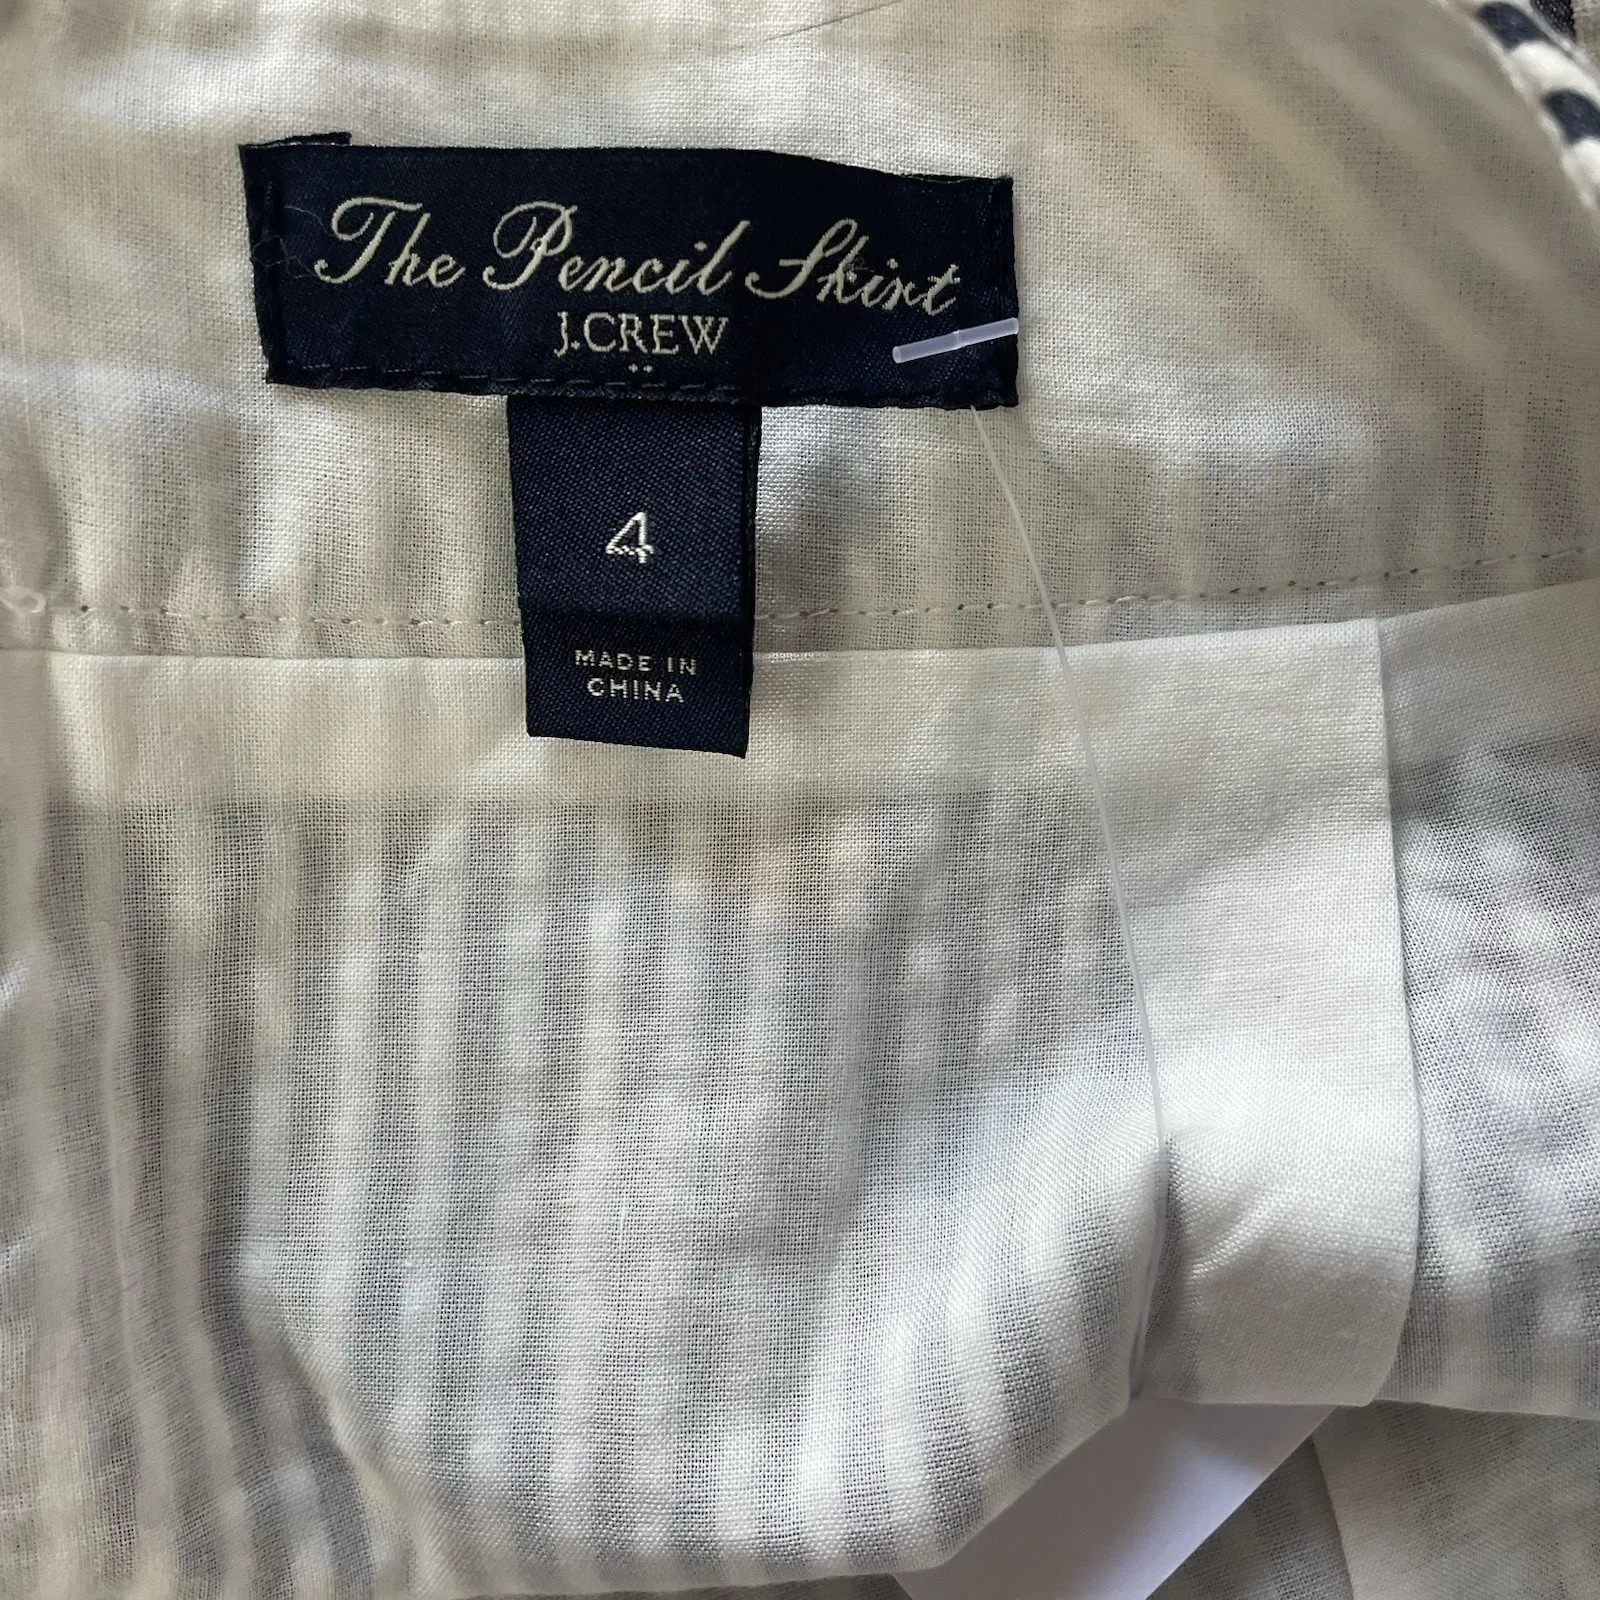 The Pencil Skirt
J.CREW
4
MADE IN
CHINA